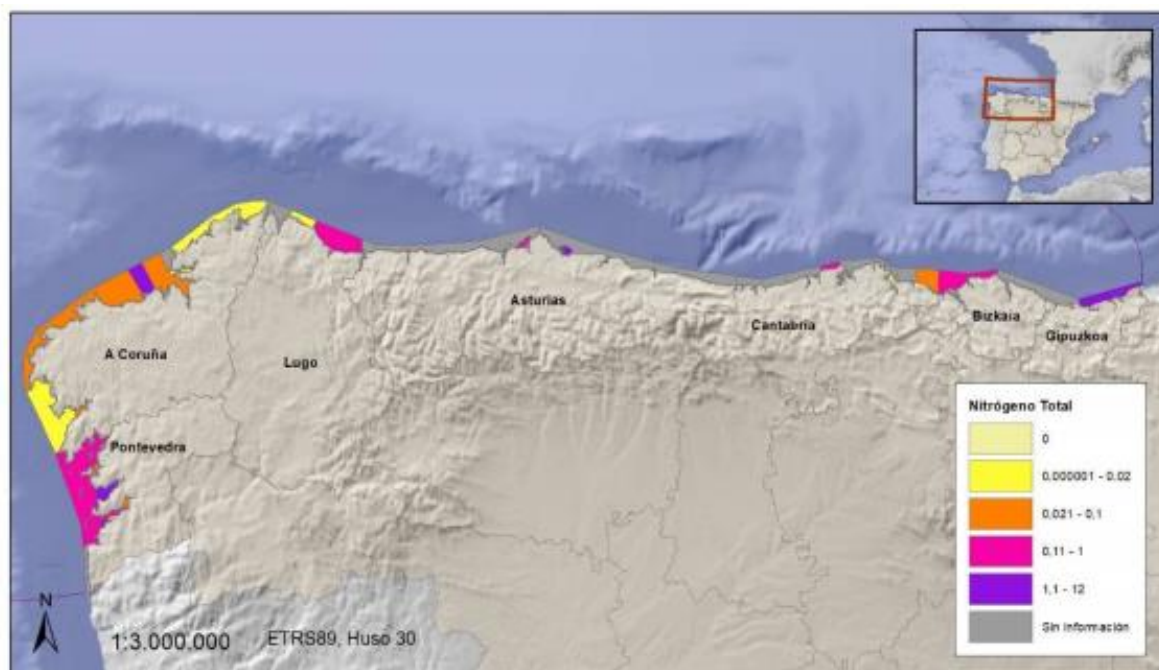 Asturias
Cantabria
Bizkaia
Gipuzkoa
A Coruña
Lugo
Pontevedra
Nitrógeno Total
0
0,000001 - 0.02
0,021 - 0,1
0,11 - 1
1,1 - 12
Sin información
N
1:3.000.000
ETRS89, Huso 30